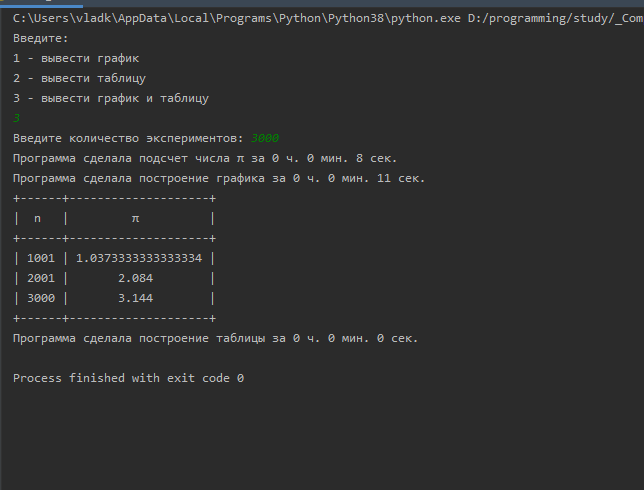 C:\Users\vladk\AppData\Local\Programs\Python\Python38\python.exe D:/programming/study/_Com
Введите:
1 - вывести график
2 - вывести таблицу
3 - вывести график и таблицу
3
Введите количество экспериментов: 3000
Программа сделала подсчет числа π за 0 ч. 0 мин. 8 сек.
Программа сделала построение графика за 0 ч. 0 мин. 11 сек.
+------+--------------------+
|  n   |         π          |
+------+--------------------+
| 1001 | 1.0373333333333334 |
| 2001 |       2.084        |
| 3000 |       3.144        |
+------+--------------------+
Программа сделала построение таблицы за 0 ч. 0 мин. 0 сек.
Process finished with exit code 0